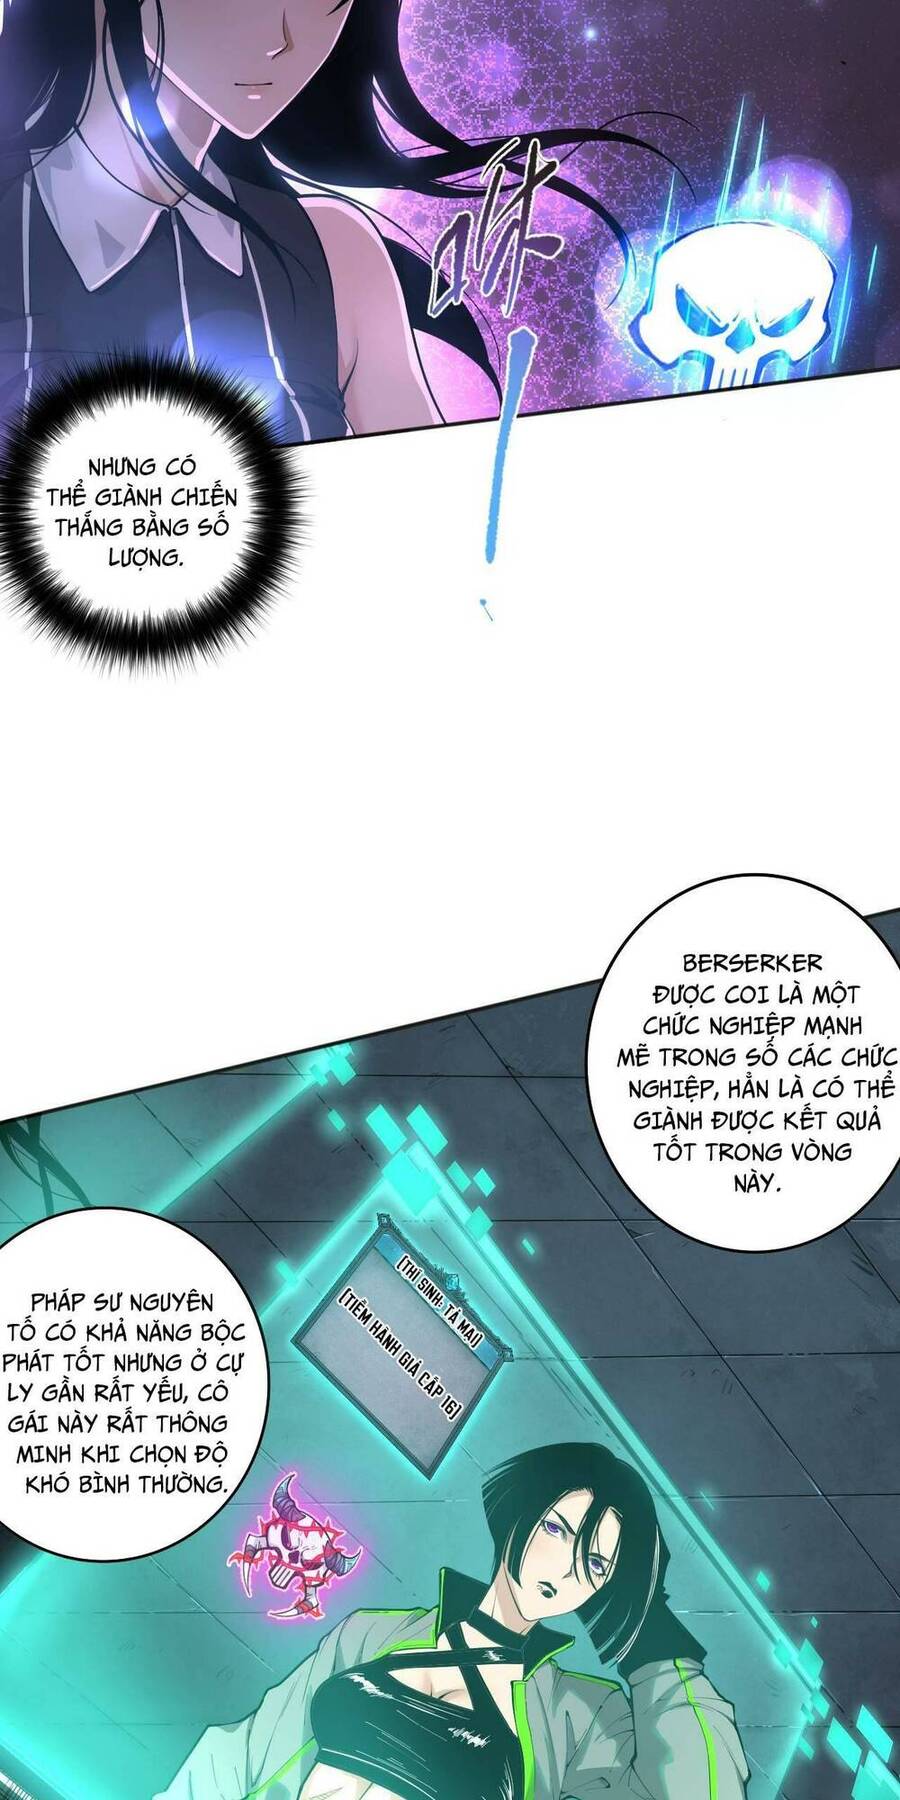 咻
NHƯNG CÓ
THỂ GIÀNH CHIẾN
THẮNG BẰNG SỐ
LƯỢNG.
BERSERKER
ĐƯỢC COI LÀ MỘT
CHỨC NGHIỆP MẠNH
MẼ TRONG SỐ CÁC CHỨC
NGHIỆP, HẲN LÀ CÓ THỂ
GIÀNH ĐƯỢC KẾT QUẢ
TỐT TRONG VÒNG
NÀY.
[THÍ SINH: TẢ MẠI]
[TIỀM HÀNH GIẢ CẤP 16]
PHÁP SƯ NGUYÊN
TỐ CÓ KHẢ NĂNG BỘC
PHÁT TỐT NHƯNG Ở CỰ
LY GẦN RẤT YẾU, CÔ
GÁI NÀY RẤT THÔNG
MINH KHI CHỌN ĐỘ
KHÓ BÌNH THƯỜNG.